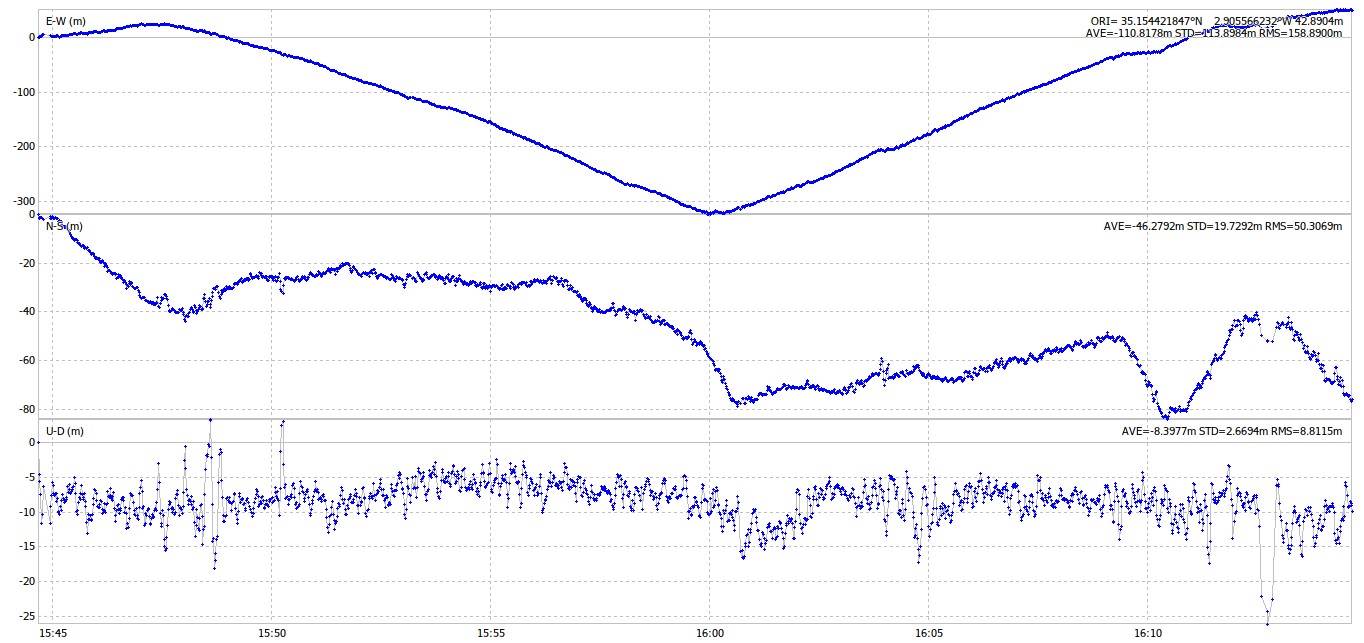 E-W (m)
ORI= 35.154421847°N 2.905566232°W 42.8904m
AVE=-110.8178m STD=113.8984m RMS=158.8900m
0
-100
-200
-300
0
N-S (m)
AVE=-46.2792m STD=19.7292m RMS=50.3069m
-20
-40
-60
-80
U-D (m)
AVE=-8.3977m STD=2.6694m RMS=8.8115m
0
-5
-10
-15
-20
-25
15:45 15:50 15:55 16:00 16:05 16:10